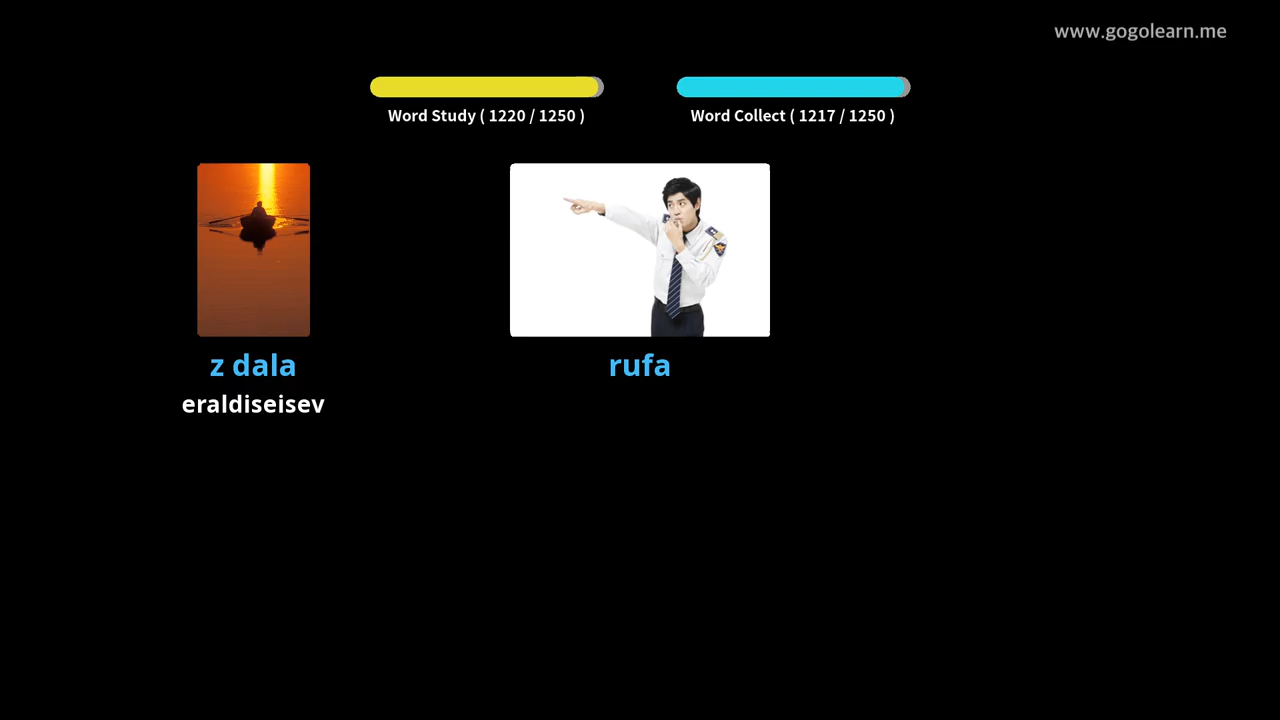 www.gogolearn.me
Word Study ( 1220 / 1250 )
Word Collect ( 1217 / 1250 )
z dala
rufa
eraldiseisev